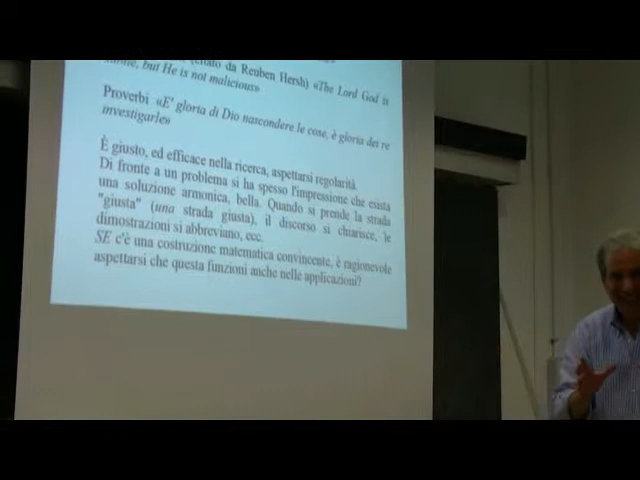 (citato da Reuben Hersh) «The Lord God is
but He is not malicious»
Proverbi «E' gloria di Dio nascondere le cose, è gloria dei re
investigarle»
È giusto, ed efficace nella ricerca, aspettarsi regolarità.
Di fronte a un problema si ha spesso l'impressione che esista
una soluzione armonica, bella. Quando si prende la strada
"giusta" (una strada giusta), il discorso si chiarisce, le
dimostrazioni si abbreviano, ecc.
SE c'è una costruzione matematica convincente, è ragionevole
aspettarsi che questa funzioni anche nelle applicazioni?